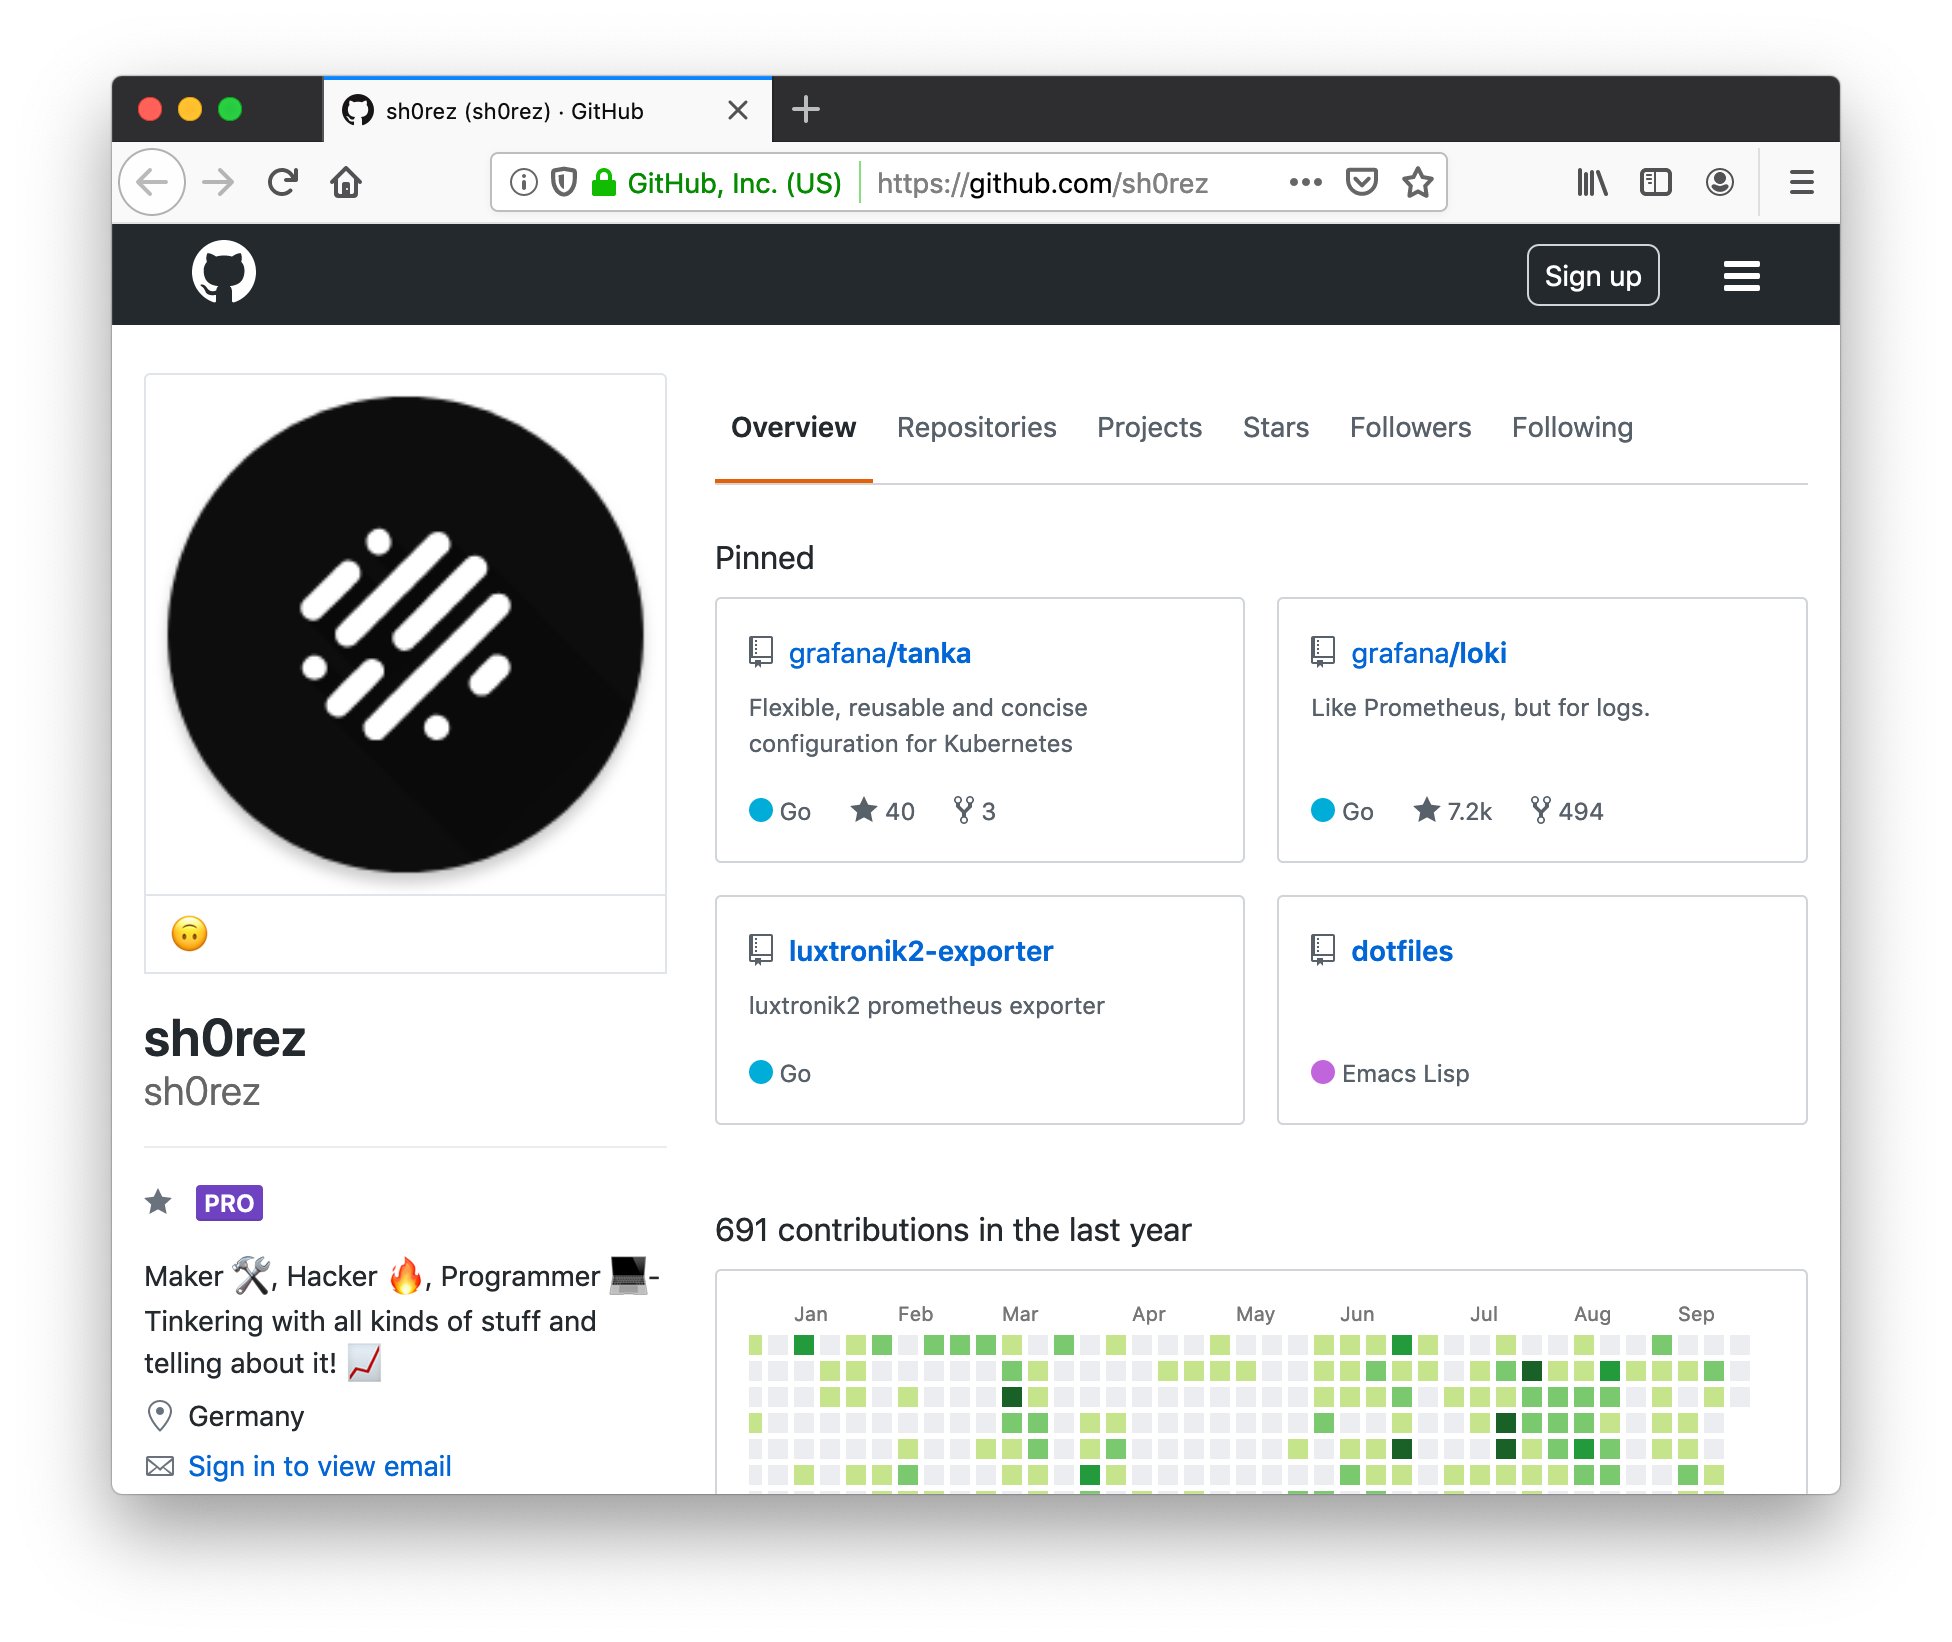 sh0rez (sh0rez) · GitHub
GitHub, Inc. (US) https://github.com/sh0rez
Sign up
Overview Repositories Projects Stars Followers Following
Pinned
grafana/tanka
Flexible, reusable and concise
configuration for Kubernetes
Go 40 3
grafana/loki
Like Prometheus, but for logs.
Go 7.2k 494
luxtronik2-exporter
luxtronik2 prometheus exporter
Go
dotfiles
Emacs Lisp
sh0rez
sh0rez
PRO
Maker 🛠, Hacker 🔥, Programmer 💻-
Tinkering with all kinds of stuff and
telling about it! 📈
Germany
Sign in to view email
691 contributions in the last year
Jan Feb Mar Apr May Jun Jul Aug Sep